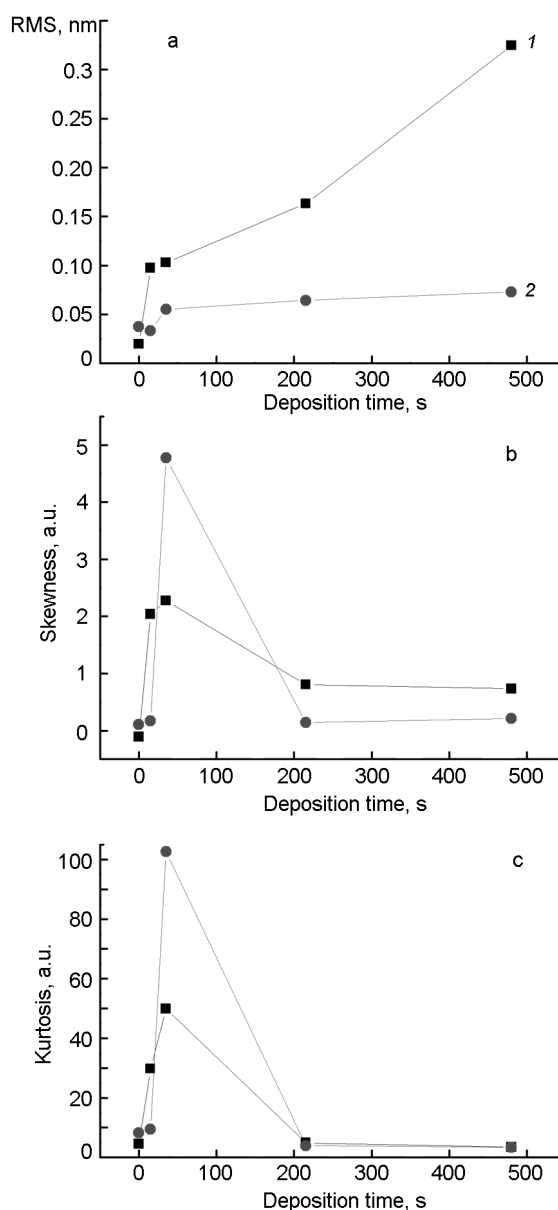 RMS, nm
a
1
0.3
0.25
0.20
0.15
0.10
2
0.05
0
0 100 200 300 400 500
Deposition time, s
b
5
4
3
2
1
0
Skewness, a.u.
0 100 200 300 400 500
Deposition time, s
c
100
80
60
40
20
0
Kurtosis, a.u.
0 100 200 300 400 500
Deposition time, s